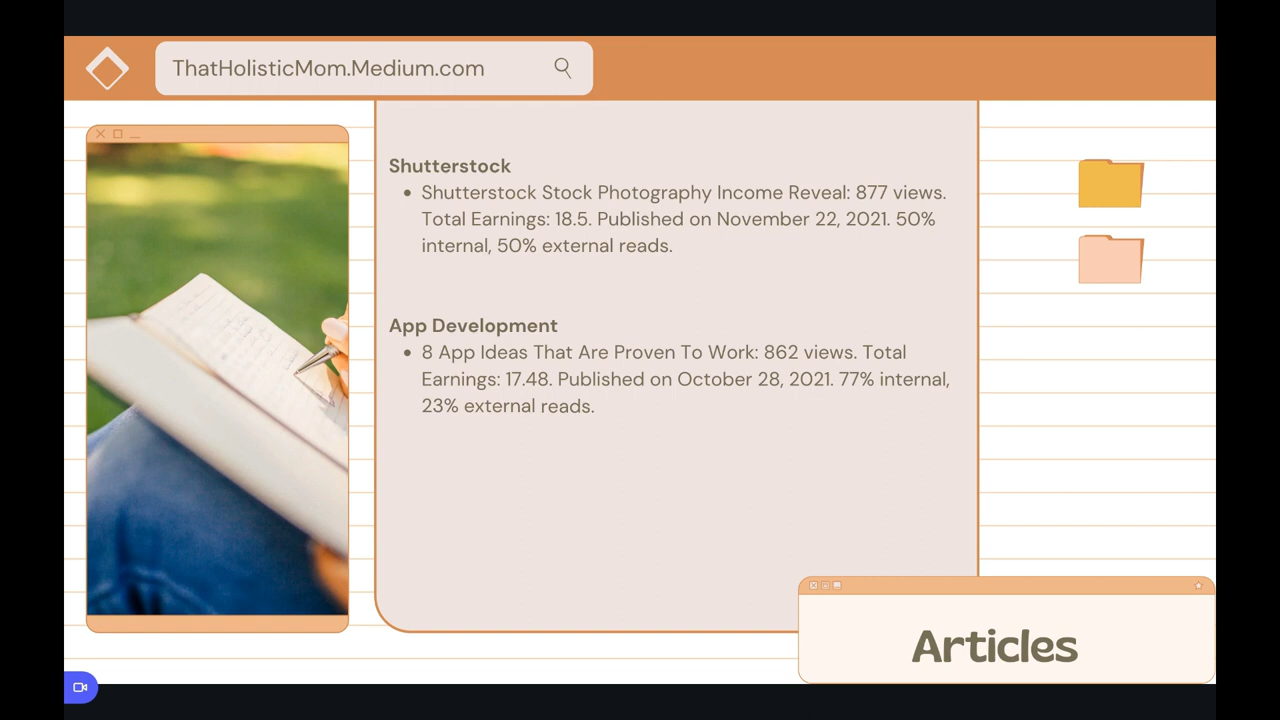 ThatHolisticMom.Medium.com
Shutterstock
• Shutterstock Stock Photography Income Reveal: 877 views.
Total Earnings: 18.5. Published on November 22, 2021. 50%
internal, 50% external reads.
App Development
• 8 App Ideas That Are Proven To Work: 862 views. Total
Earnings: 17.48. Published on October 28, 2021. 77% internal,
23% external reads.
Articles